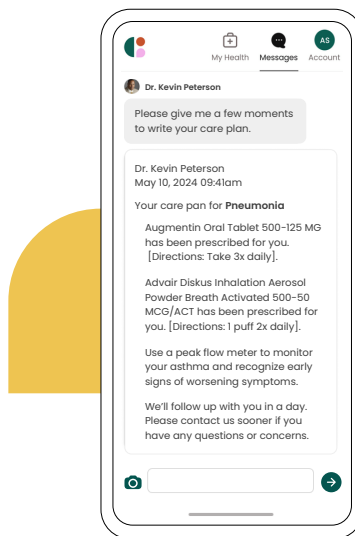 My Health
Messages
AS
Account
Dr. Kevin Peterson
Please give me a few moments
to write your care plan.
Dr. Kevin Peterson
May 10, 2024 09:41am
Your care plan for Pneumonia
Augmentin Oral Tablet 500-125 MG
has been prescribed for you.
[Directions: Take 3x daily].
Advair Diskus Inhalation Aerosol
Powder Breath Activated 500-50
MCG/ACT has been prescribed for
you. [Directions: 1 puff 2x daily].
Use a peak flow meter to monitor
your asthma and recognize early
signs of worsening symptoms.
We'll follow up with you in a day.
Please contact us sooner if you
have any questions or concerns.